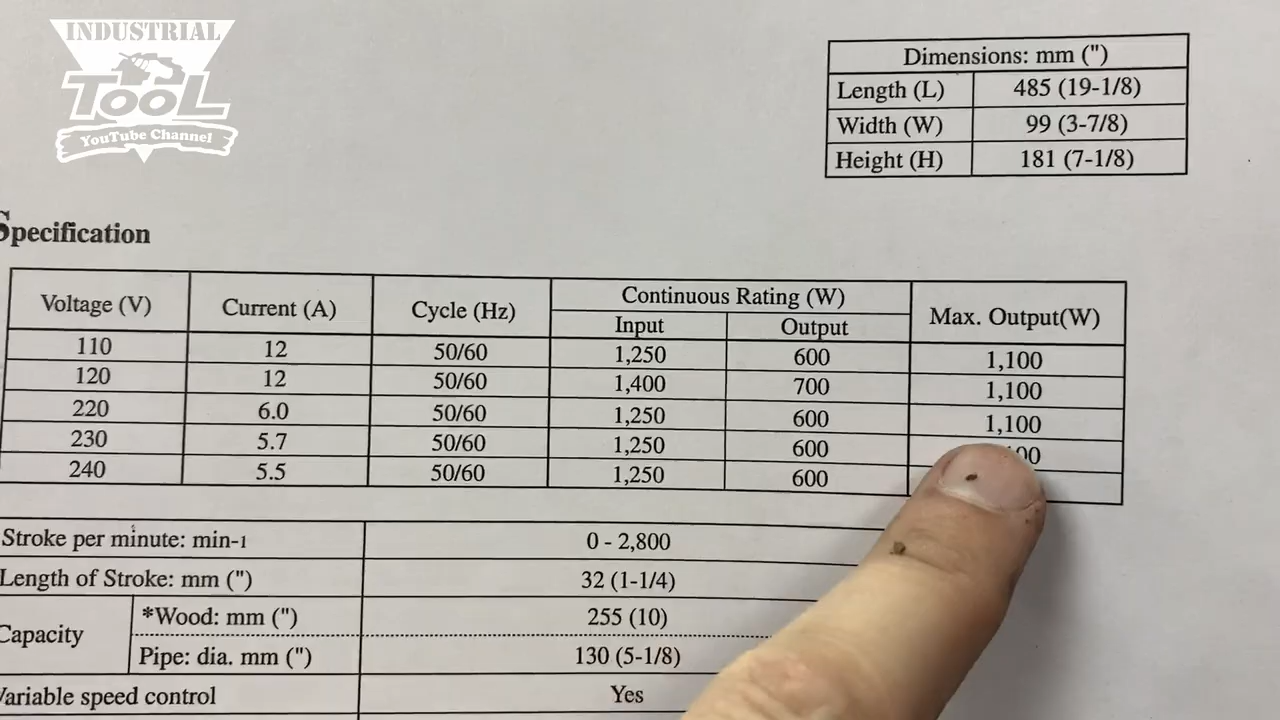 INDUSTRIAL
TOOL
YouTube Channel
Dimensions: mm (")
Length (L) 485 (19-1/8)
Width (W) 99 (3-7/8)
Height (H) 181 (7-1/8)
Specification
Voltage (V) Current (A) Cycle (Hz) Continuous Rating (W) Max. Output(W)
Input Output
110 12 50/60 1,250 600 1,100
120 12 50/60 1,400 700 1,100
220 6.0 50/60 1,250 600 1,100
230 5.7 50/60 1,250 600
240 5.5 50/60 1,250 600
Stroke per minute: min-1 0 - 2,800
Length of Stroke: mm (") 32 (1-1/4)
Capacity *Wood: mm (") 255 (10)
Pipe: dia. mm (") 130 (5-1/8)
Variable speed control Yes